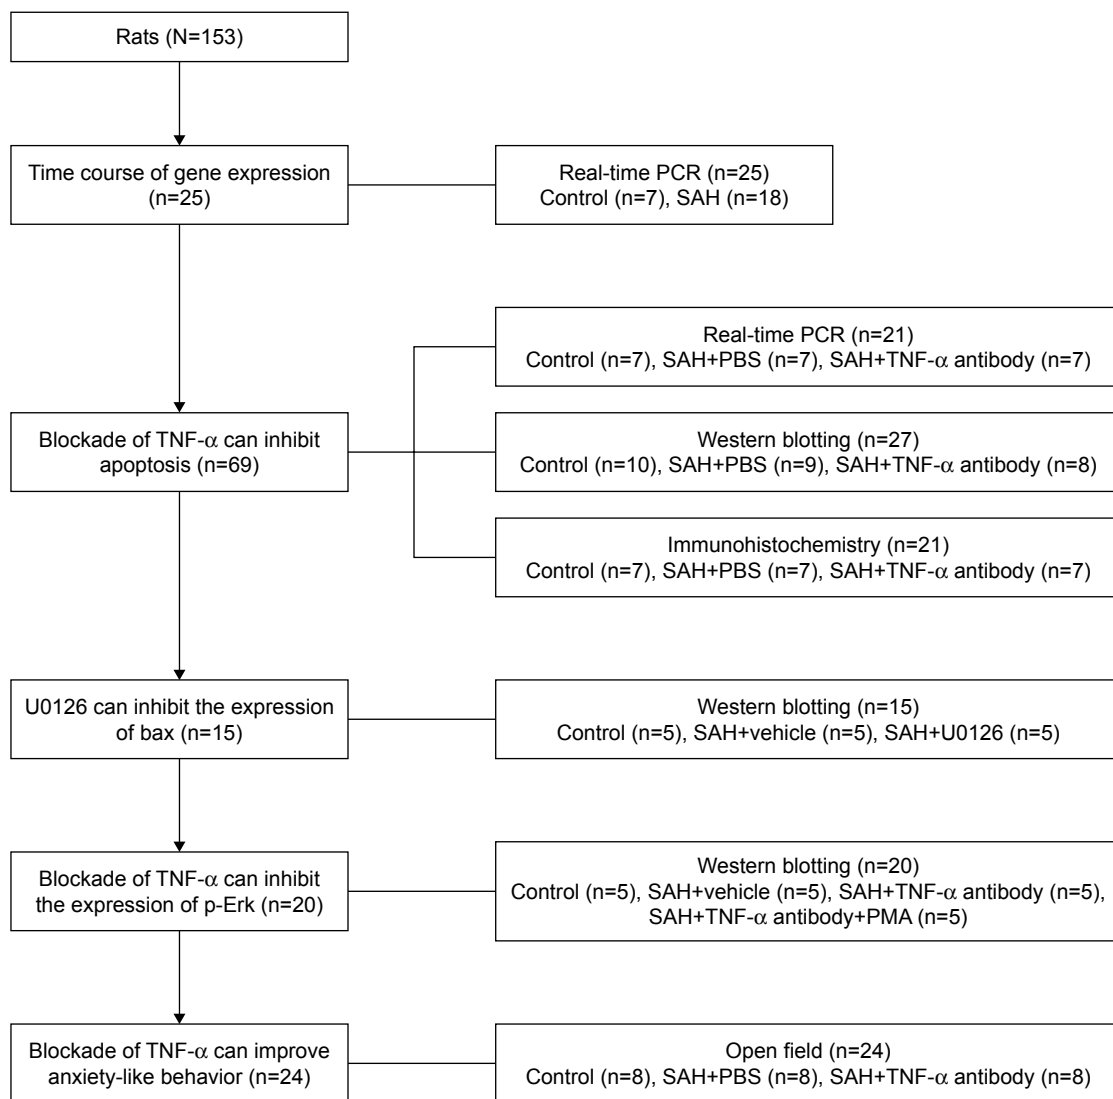 Rats (N=153)
Time course of gene expression
(n=25)
Real-time PCR (n=25)
Control (n=7), SAH (n=18)
Real-time PCR (n=21)
Control (n=7), SAH+PBS (n=7), SAH+TNF-α antibody (n=7)
Blockade of TNF-α can inhibit
apoptosis (n=69)
Western blotting (n=27)
Control (n=10), SAH+PBS (n=9), SAH+TNF-α antibody (n=8)
Immunohistochemistry (n=21)
Control (n=7), SAH+PBS (n=7), SAH+TNF-α antibody (n=7)
U0126 can inhibit the expression
of bax (n=15)
Western blotting (n=15)
Control (n=5), SAH+vehicle (n=5), SAH+U0126 (n=5)
Blockade of TNF-α can inhibit
the expression of p-Erk (n=20)
Western blotting (n=20)
Control (n=5), SAH+vehicle (n=5), SAH+TNF-α antibody (n=5),
SAH+TNF-α antibody+PMA (n=5)
Blockade of TNF-α can improve
anxiety-like behavior (n=24)
Open field (n=24)
Control (n=8), SAH+PBS (n=8), SAH+TNF-α antibody (n=8)